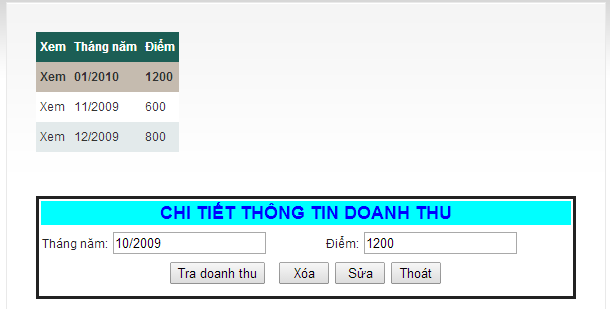 Xem Tháng năm Điểm
Xem 01/2010 1200
Xem 11/2009 600
Xem 12/2009 800
CHI TIẾT THÔNG TIN DOANH THU
Tháng năm: 10/2009 Điểm: 1200
Tra doanh thu Xóa Sửa Thoát